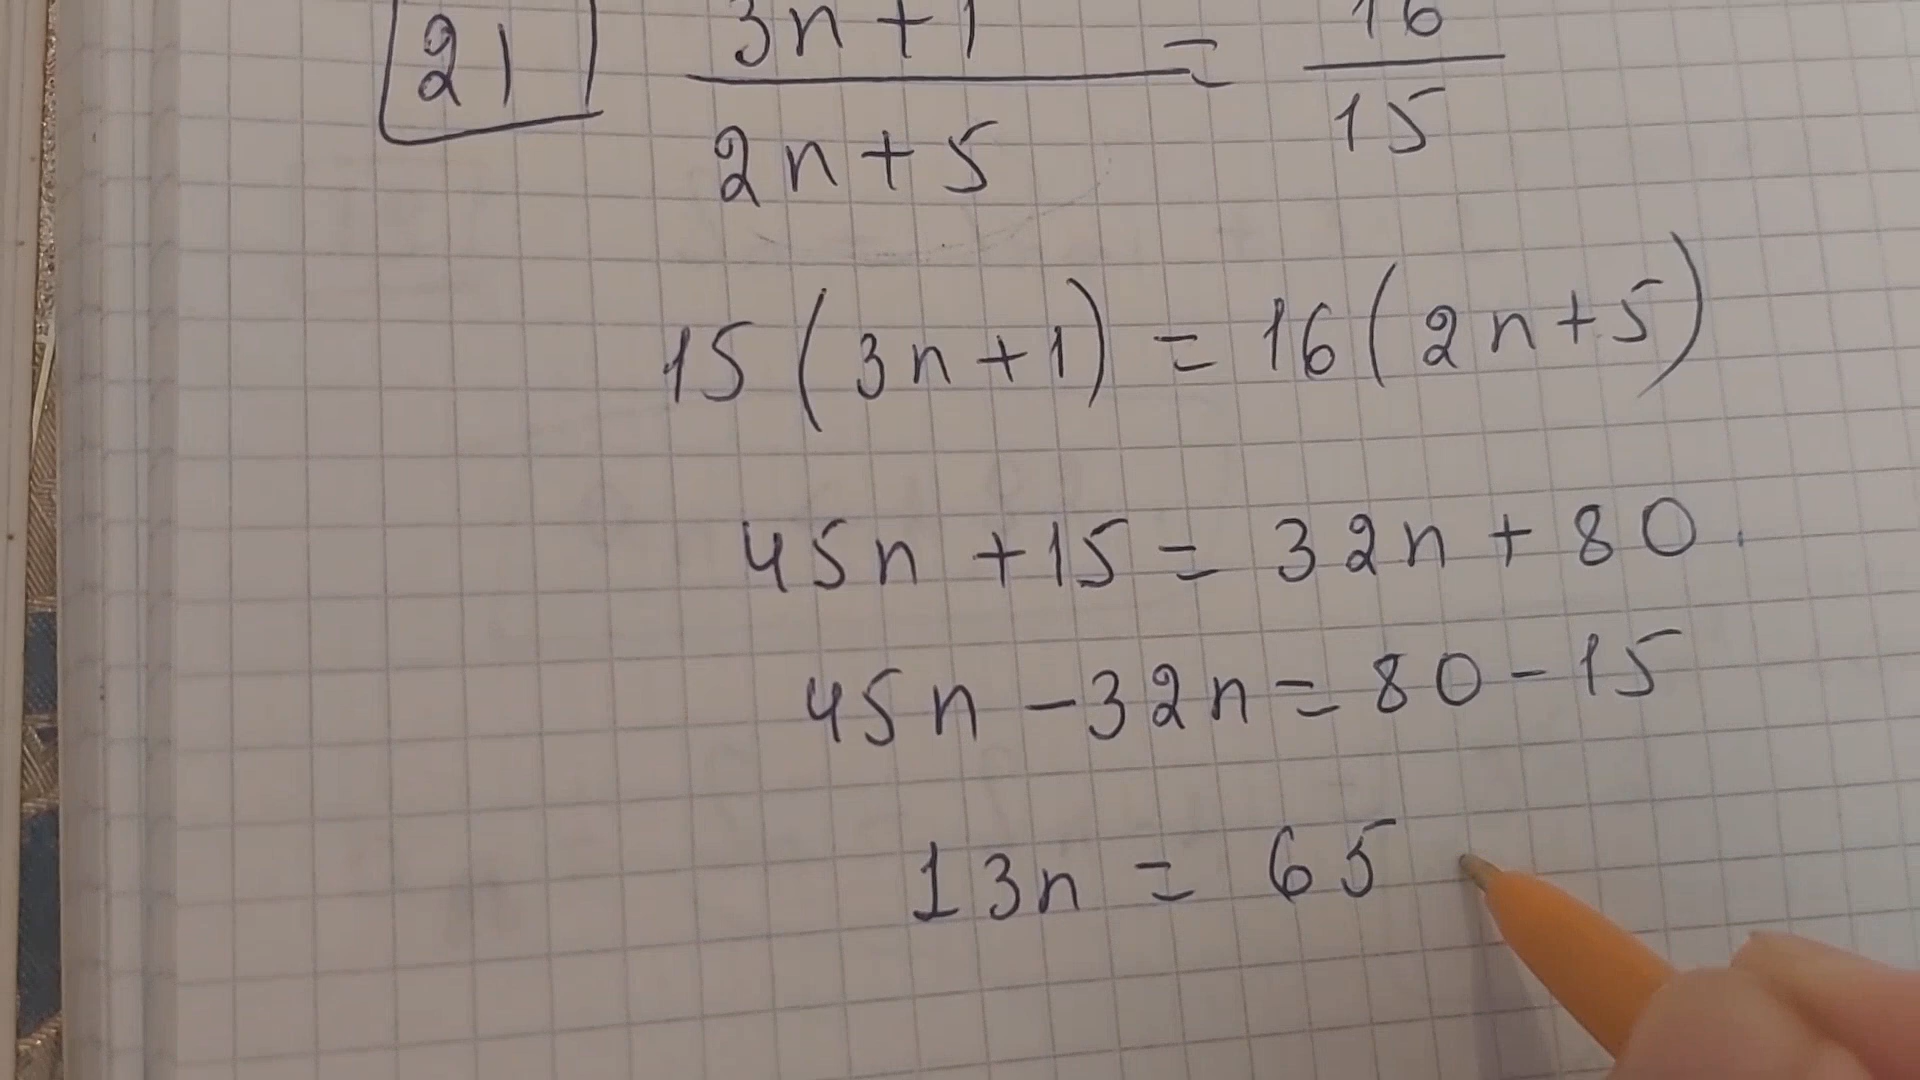 21 3n+1 = 16
2n+5 15
15(3n+1) = 16(2n+5)
45n +15 = 32n + 80.
45n -32n = 80 - 15
13n = 65